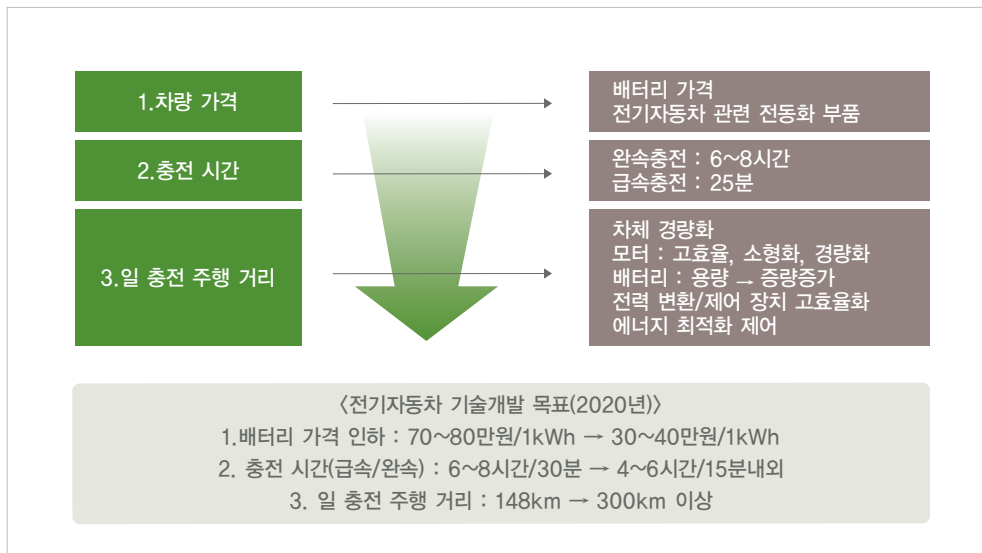 1.차량 가격
배터리 가격
전기자동차 관련 전동화 부품
2.충전 시간
완속충전 : 6~8시간
급속충전 : 25분
3.일 충전 주행 거리
차체 경량화
모터 : 고효율, 소형화, 경량화
배터리 : 용량 → 증량증가
전력 변환/제어 장치 고효율화
에너지 최적화 제어
〈전기자동차 기술개발 목표(2020년)〉
1.배터리 가격 인하 : 70~80만원/1kWh → 30~40만원/1kWh
2. 충전 시간(급속/완속) : 6~8시간/30분 → 4~6시간/15분내외
3. 일 충전 주행 거리 : 148km → 300km 이상